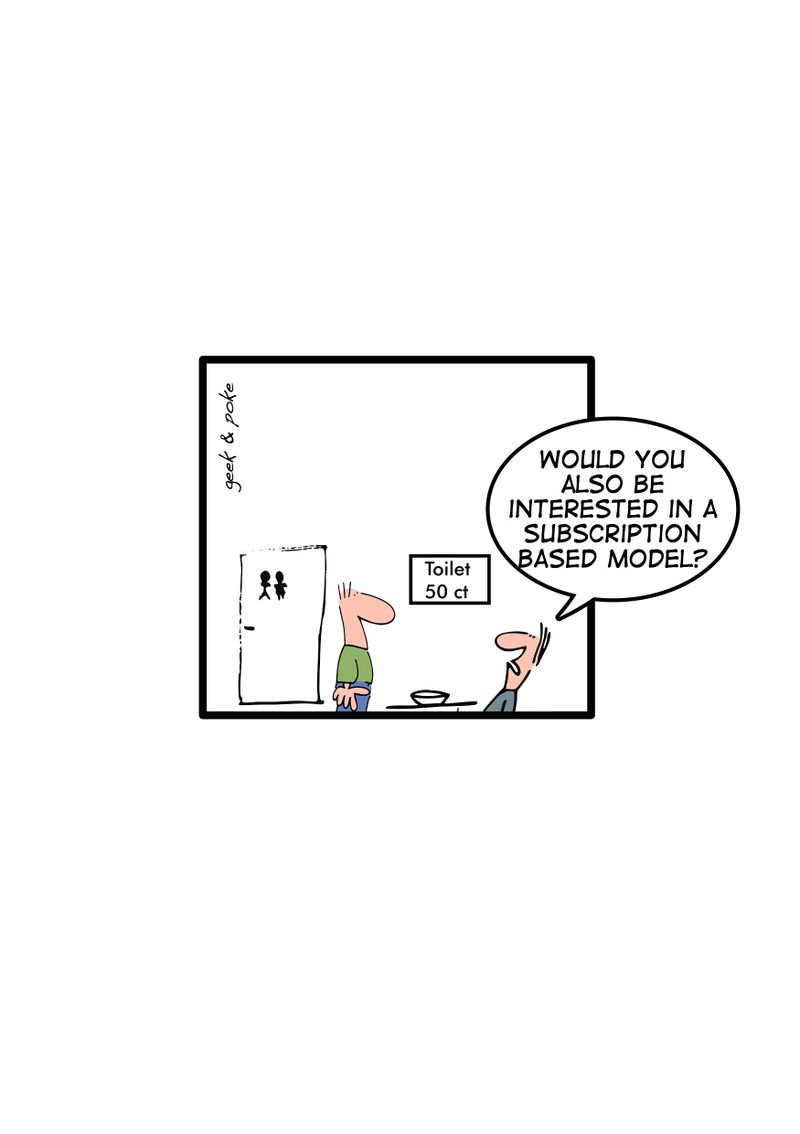 geek & poke
WOULD YOU
ALSO BE
INTERESTED IN A
SUBSCRIPTION
BASED MODEL?
Toilet
50 ct